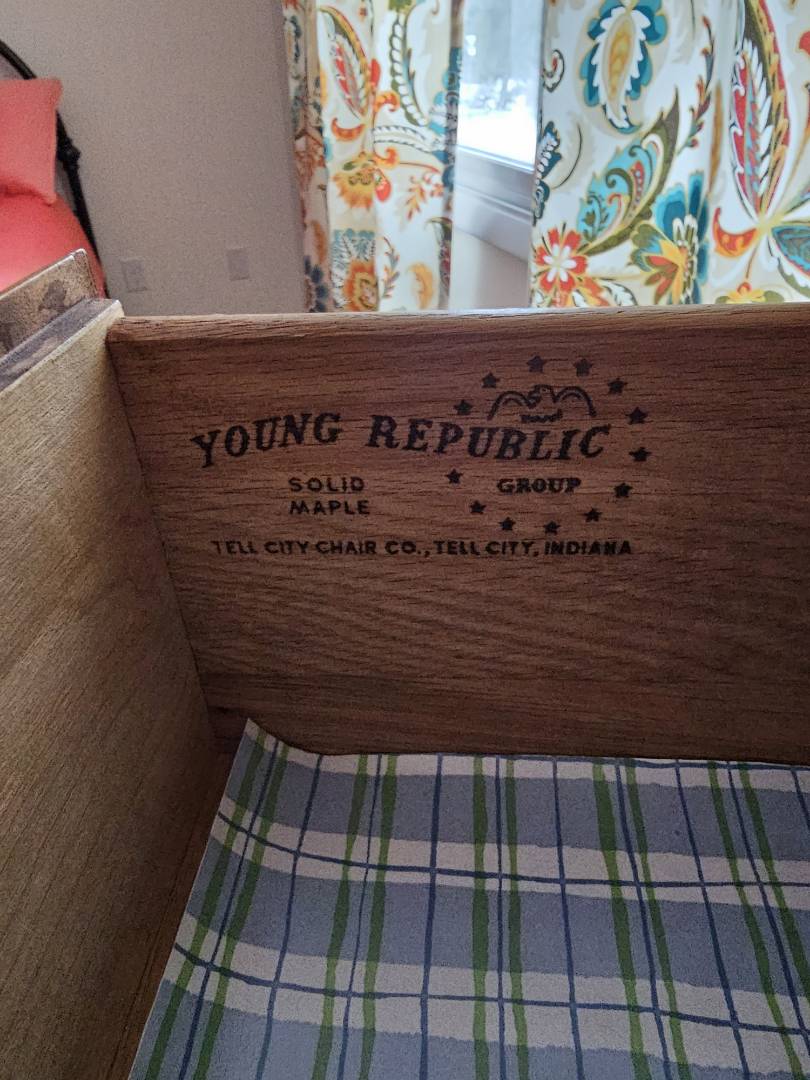 YOUNG REPUBLIC
SOLID
MAPLE
GROUP
TELL CITY CHAIR CO., TELL CITY, INDIANA